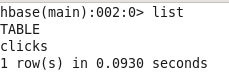 hbase(main):002:0> list
TABLE
clicks
1 row(s) in 0.0930 seconds